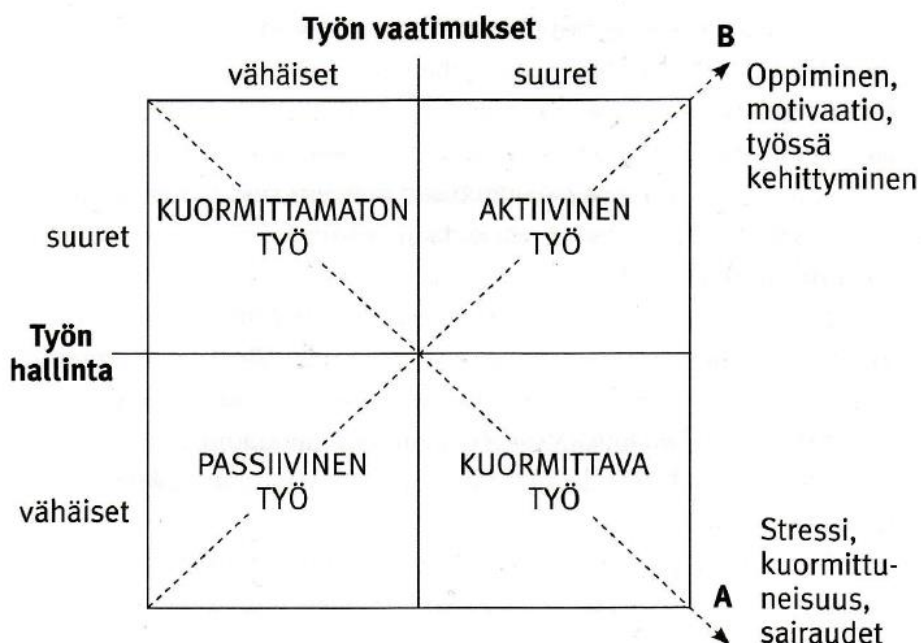 Työn vaatimukset
vähäiset
suuret
B
Oppiminen,
motivaatio,
työssä
kehittyminen
suuret
KUORMITTAMATON
TYÖ
AKTIIVINEN
TYÖ
Työn
hallinta
vähäiset
PASSIIVINEN
TYÖ
KUORMITTAVA
TYÖ
A
Stressi,
kuormittu-
neisuus,
sairaudet